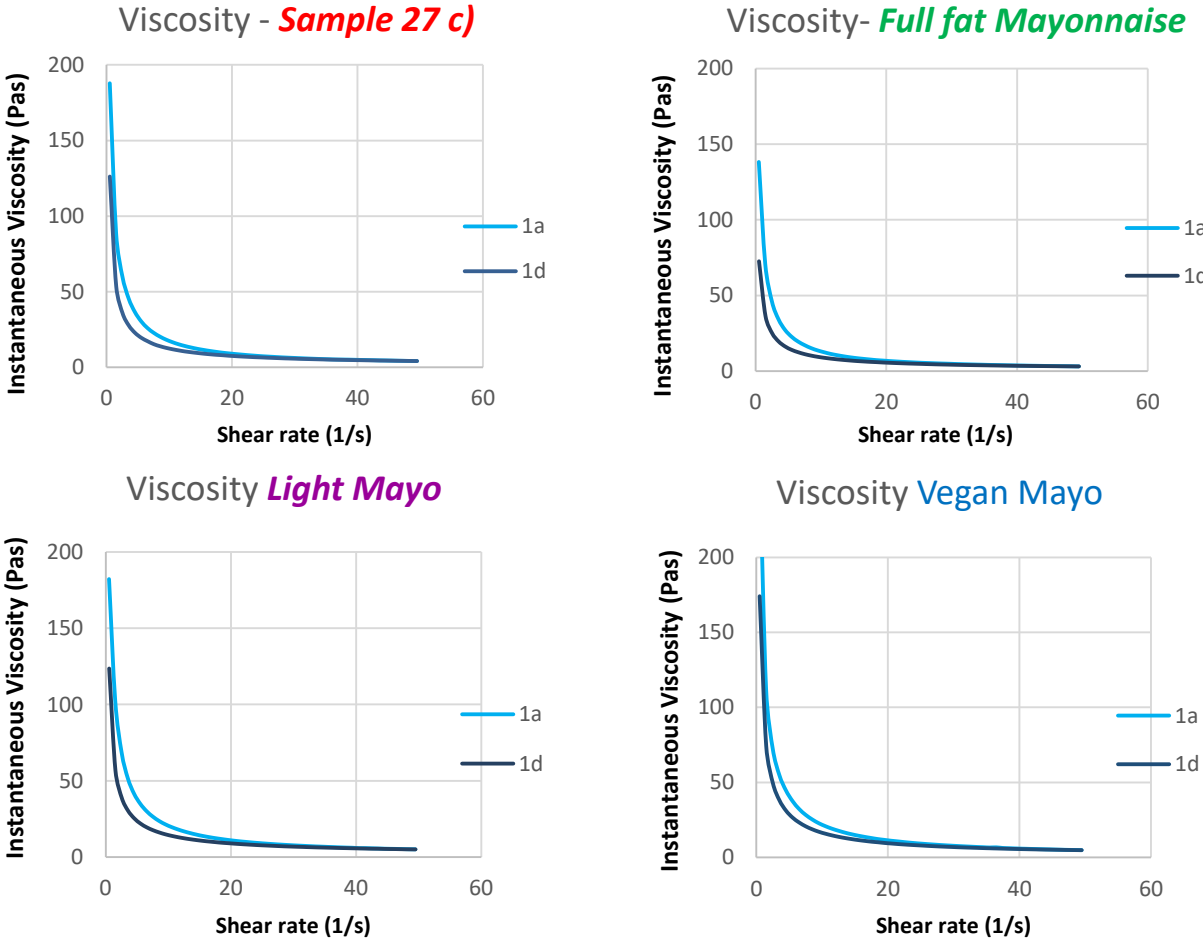 Viscosity - Sample 27 c)
Instantaneous Viscosity (Pas)
200
150
100
50
0
0 20 40 60
Shear rate (1/s)
1a
1d
Viscosity- Full fat Mayonnaise
Instantaneous Viscosity (Pas)
200
150
100
50
0
0 20 40 60
Shear rate (1/s)
1a
1d
Viscosity Light Mayo
Instantaneous Viscosity (Pas)
200
150
100
50
0
0 20 40 60
Shear rate (1/s)
1a
1d
Viscosity Vegan Mayo
Instantaneous Viscosity (Pas)
200
150
100
50
0
0 20 40 60
Shear rate (1/s)
1a
1d